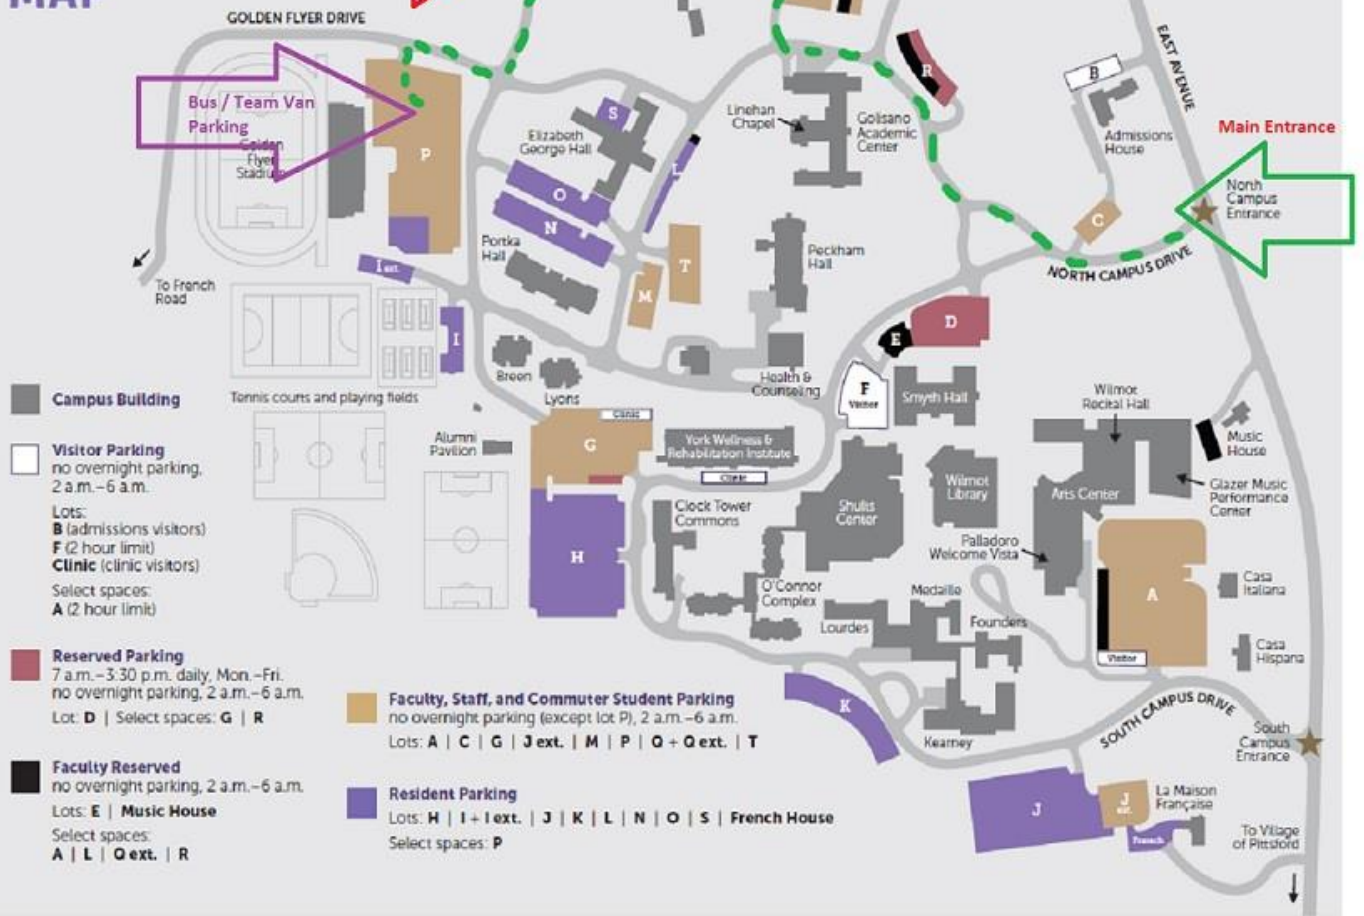 MAP
GOLDEN FLYER DRIVE
EAST AVENUE
R
B
Bus / Team Van
Parking
Golden
Flyer
Stadium
P
S
Elizabeth
George Hall
Linehan
Chapel
Golisano
Academic
Center
Admissions
House
Main Entrance
North
Campus
Entrance
L
O
N
C
Portka
Hall
T
M
Peckham
Hall
NORTH CAMPUS DRIVE
I ext.
To French
Road
I
D
E
Breen
Lyons
Health &
Counseling
F
Visitor
Smyth Hall
Wilmot
Recital Hall
Tennis courts and playing fields
Clinic
G
Alumni
Pavilion
York Wellness &
Rehabilitation Institute
Clinic
Music
House
Glazer Music
Performance
Center
Arts Center
Wilmot
Library
Shults
Center
Clock Tower
Commons
Palladoro
Welcome Vista
H
O'Connor
Complex
Medaille
Lourdes
Founders
A
Visitor
Casa
Italiana
Casa
Hispana
K
Kearney
SOUTH CAMPUS DRIVE
South
Campus
Entrance
J
J
ext.
La Maison
Française
French
To Village
of Pittsford
Campus Building
Visitor Parking
no overnight parking,
2 a.m.–6 a.m.
Lots:
B (admissions visitors)
F (2 hour limit)
Clinic (clinic visitors)
Select spaces:
A (2 hour limit)
Reserved Parking
7 a.m.–3:30 p.m. daily, Mon.–Fri.
no overnight parking, 2 a.m.–6 a.m.
Lot: D | Select spaces: G | R
Faculty Reserved
no overnight parking, 2 a.m.–6 a.m.
Lots: E | Music House
Select spaces:
A | L | Q ext. | R
Faculty, Staff, and Commuter Student Parking
no overnight parking (except lot P), 2 a.m.–6 a.m.
Lots: A | C | G | J ext. | M | P | Q + Q ext. | T
Resident Parking
Lots: H | I + I ext. | J | K | L | N | O | S | French House
Select spaces: P